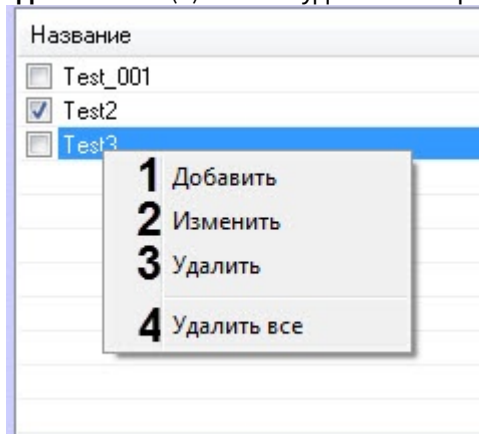 Название
Test_001
Test2
Test3
1 Добавить
2 Изменить
3 Удалить
4 Удалить все